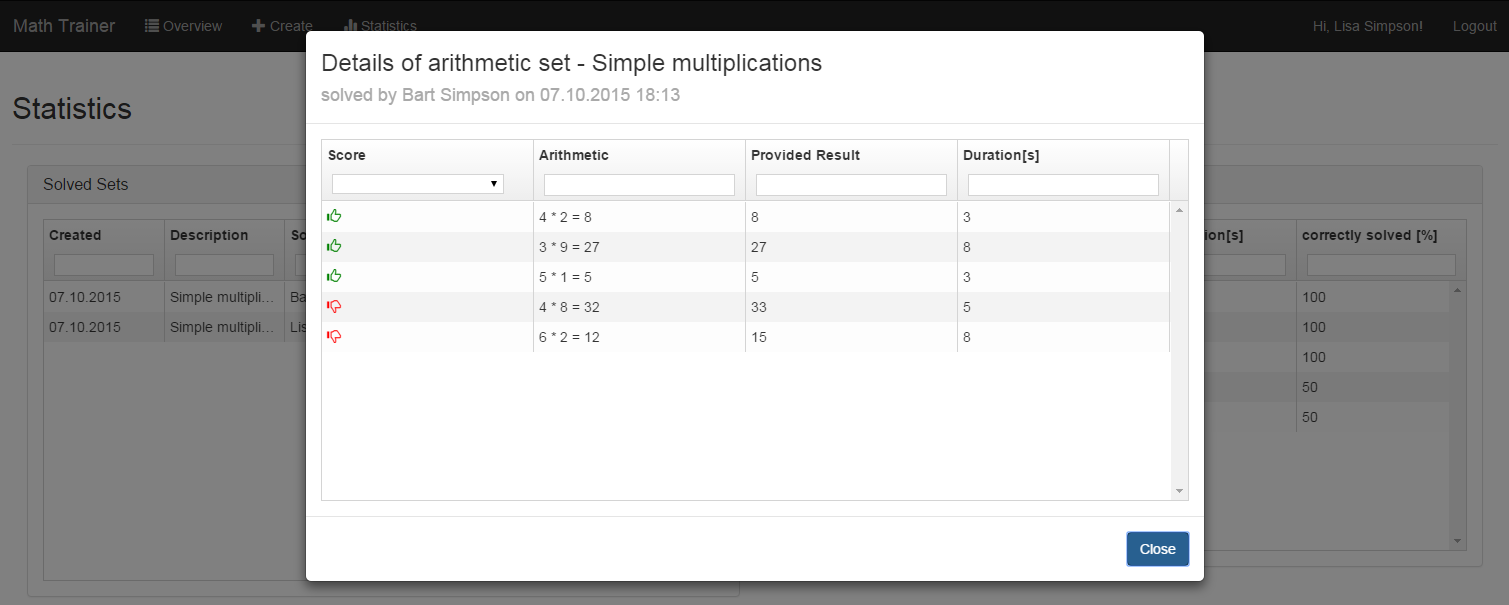 Math Trainer Overview Create Statistics Hi, Lisa Simpson! Logout
Statistics
Solved Sets
Created Description
07.10.2015 Simple multipli...
07.10.2015 Simple multipli...
Details of arithmetic set - Simple multiplications
solved by Bart Simpson on 07.10.2015 18:13
Score Arithmetic Provided Result Duration[s]
4 * 2 = 8 8 3
3 * 9 = 27 27 8
5 * 1 = 5 5 3
4 * 8 = 32 33 5
6 * 2 = 12 15 8
Close
correctly solved [%]
100
100
100
50
50